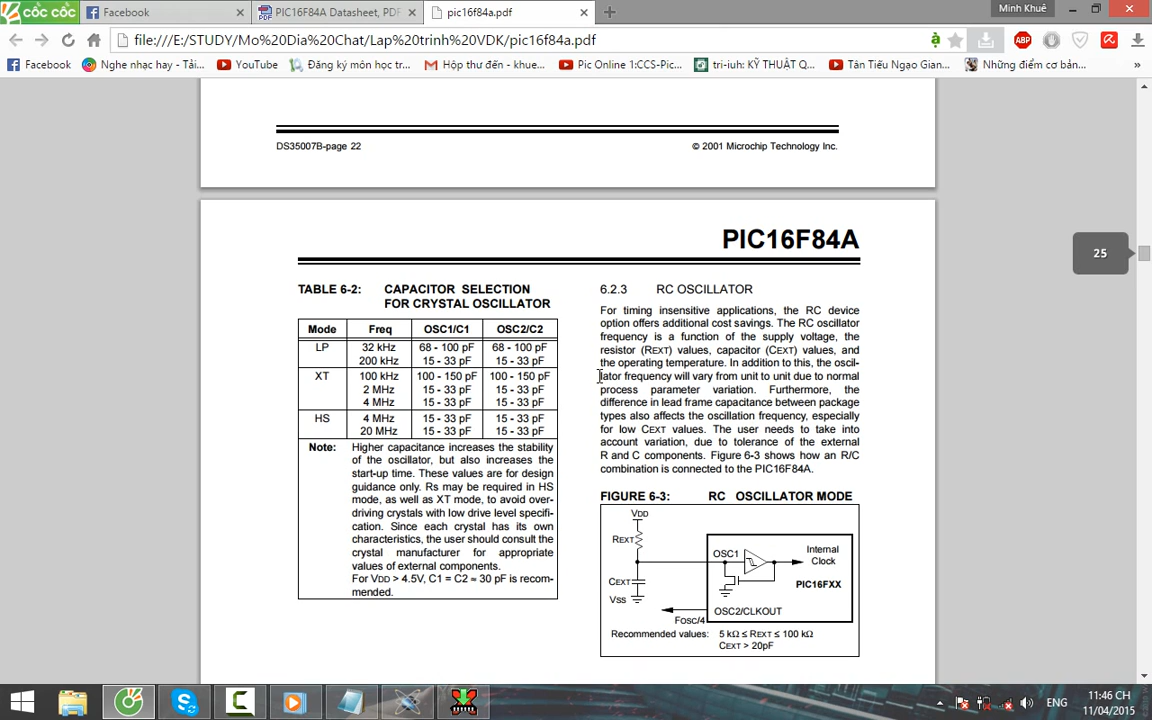 CỐC CỐC
Facebook
PIC16F84A Datasheet, PDF
pic16f84a.pdf
Minh Khuê
file:///E:/STUDY/Mo%20Dia%20Chat/Lap%20trinh%20VDK/pic16f84a.pdf
Facebook
Nghe nhạc hay - Tải...
YouTube
Đăng ký môn học tr...
Hộp thư đến - khue...
Pic Online 1:CCS-Pic...
tri-iuh: KỸ THUẬT Q...
Tân Tiếu Ngạo Gian...
Những điểm cơ bản...
DS35007B-page 22
© 2001 Microchip Technology Inc.
PIC16F84A
25
TABLE 6-2: CAPACITOR SELECTION
FOR CRYSTAL OSCILLATOR
Mode Freq OSC1/C1 OSC2/C2
LP 32 kHz 68 - 100 pF 68 - 100 pF
200 kHz 15 - 33 pF 15 - 33 pF
XT 100 kHz 100 - 150 pF 100 - 150 pF
2 MHz 15 - 33 pF 15 - 33 pF
4 MHz 15 - 33 pF 15 - 33 pF
HS 4 MHz 15 - 33 pF 15 - 33 pF
20 MHz 15 - 33 pF 15 - 33 pF
Note: Higher capacitance increases the stability
of the oscillator, but also increases the
start-up time. These values are for design
guidance only. Rs may be required in HS
mode, as well as XT mode, to avoid over-
driving crystals with low drive level specifi-
cation. Since each crystal has its own
characteristics, the user should consult the
crystal manufacturer for appropriate
values of external components.
For VDD > 4.5V, C1 = C2 ≈ 30 pF is recom-
mended.
6.2.3 RC OSCILLATOR
For timing insensitive applications, the RC device
option offers additional cost savings. The RC oscillator
frequency is a function of the supply voltage, the
resistor (REXT) values, capacitor (CEXT) values, and
the operating temperature. In addition to this, the oscil-
lator frequency will vary from unit to unit due to normal
process parameter variation. Furthermore, the
difference in lead frame capacitance between package
types also affects the oscillation frequency, especially
for low CEXT values. The user needs to take into
account variation, due to tolerance of the external
R and C components. Figure 6-3 shows how an R/C
combination is connected to the PIC16F84A.
FIGURE 6-3: RC OSCILLATOR MODE
VDD
REXT
OSC1
Internal
Clock
CEXT
PIC16FXX
VSS
OSC2/CLKOUT
FOSC/4
Recommended values: 5 kΩ ≤ REXT ≤ 100 kΩ
CEXT > 20pF
ENG
11:46 CH
11/04/2015